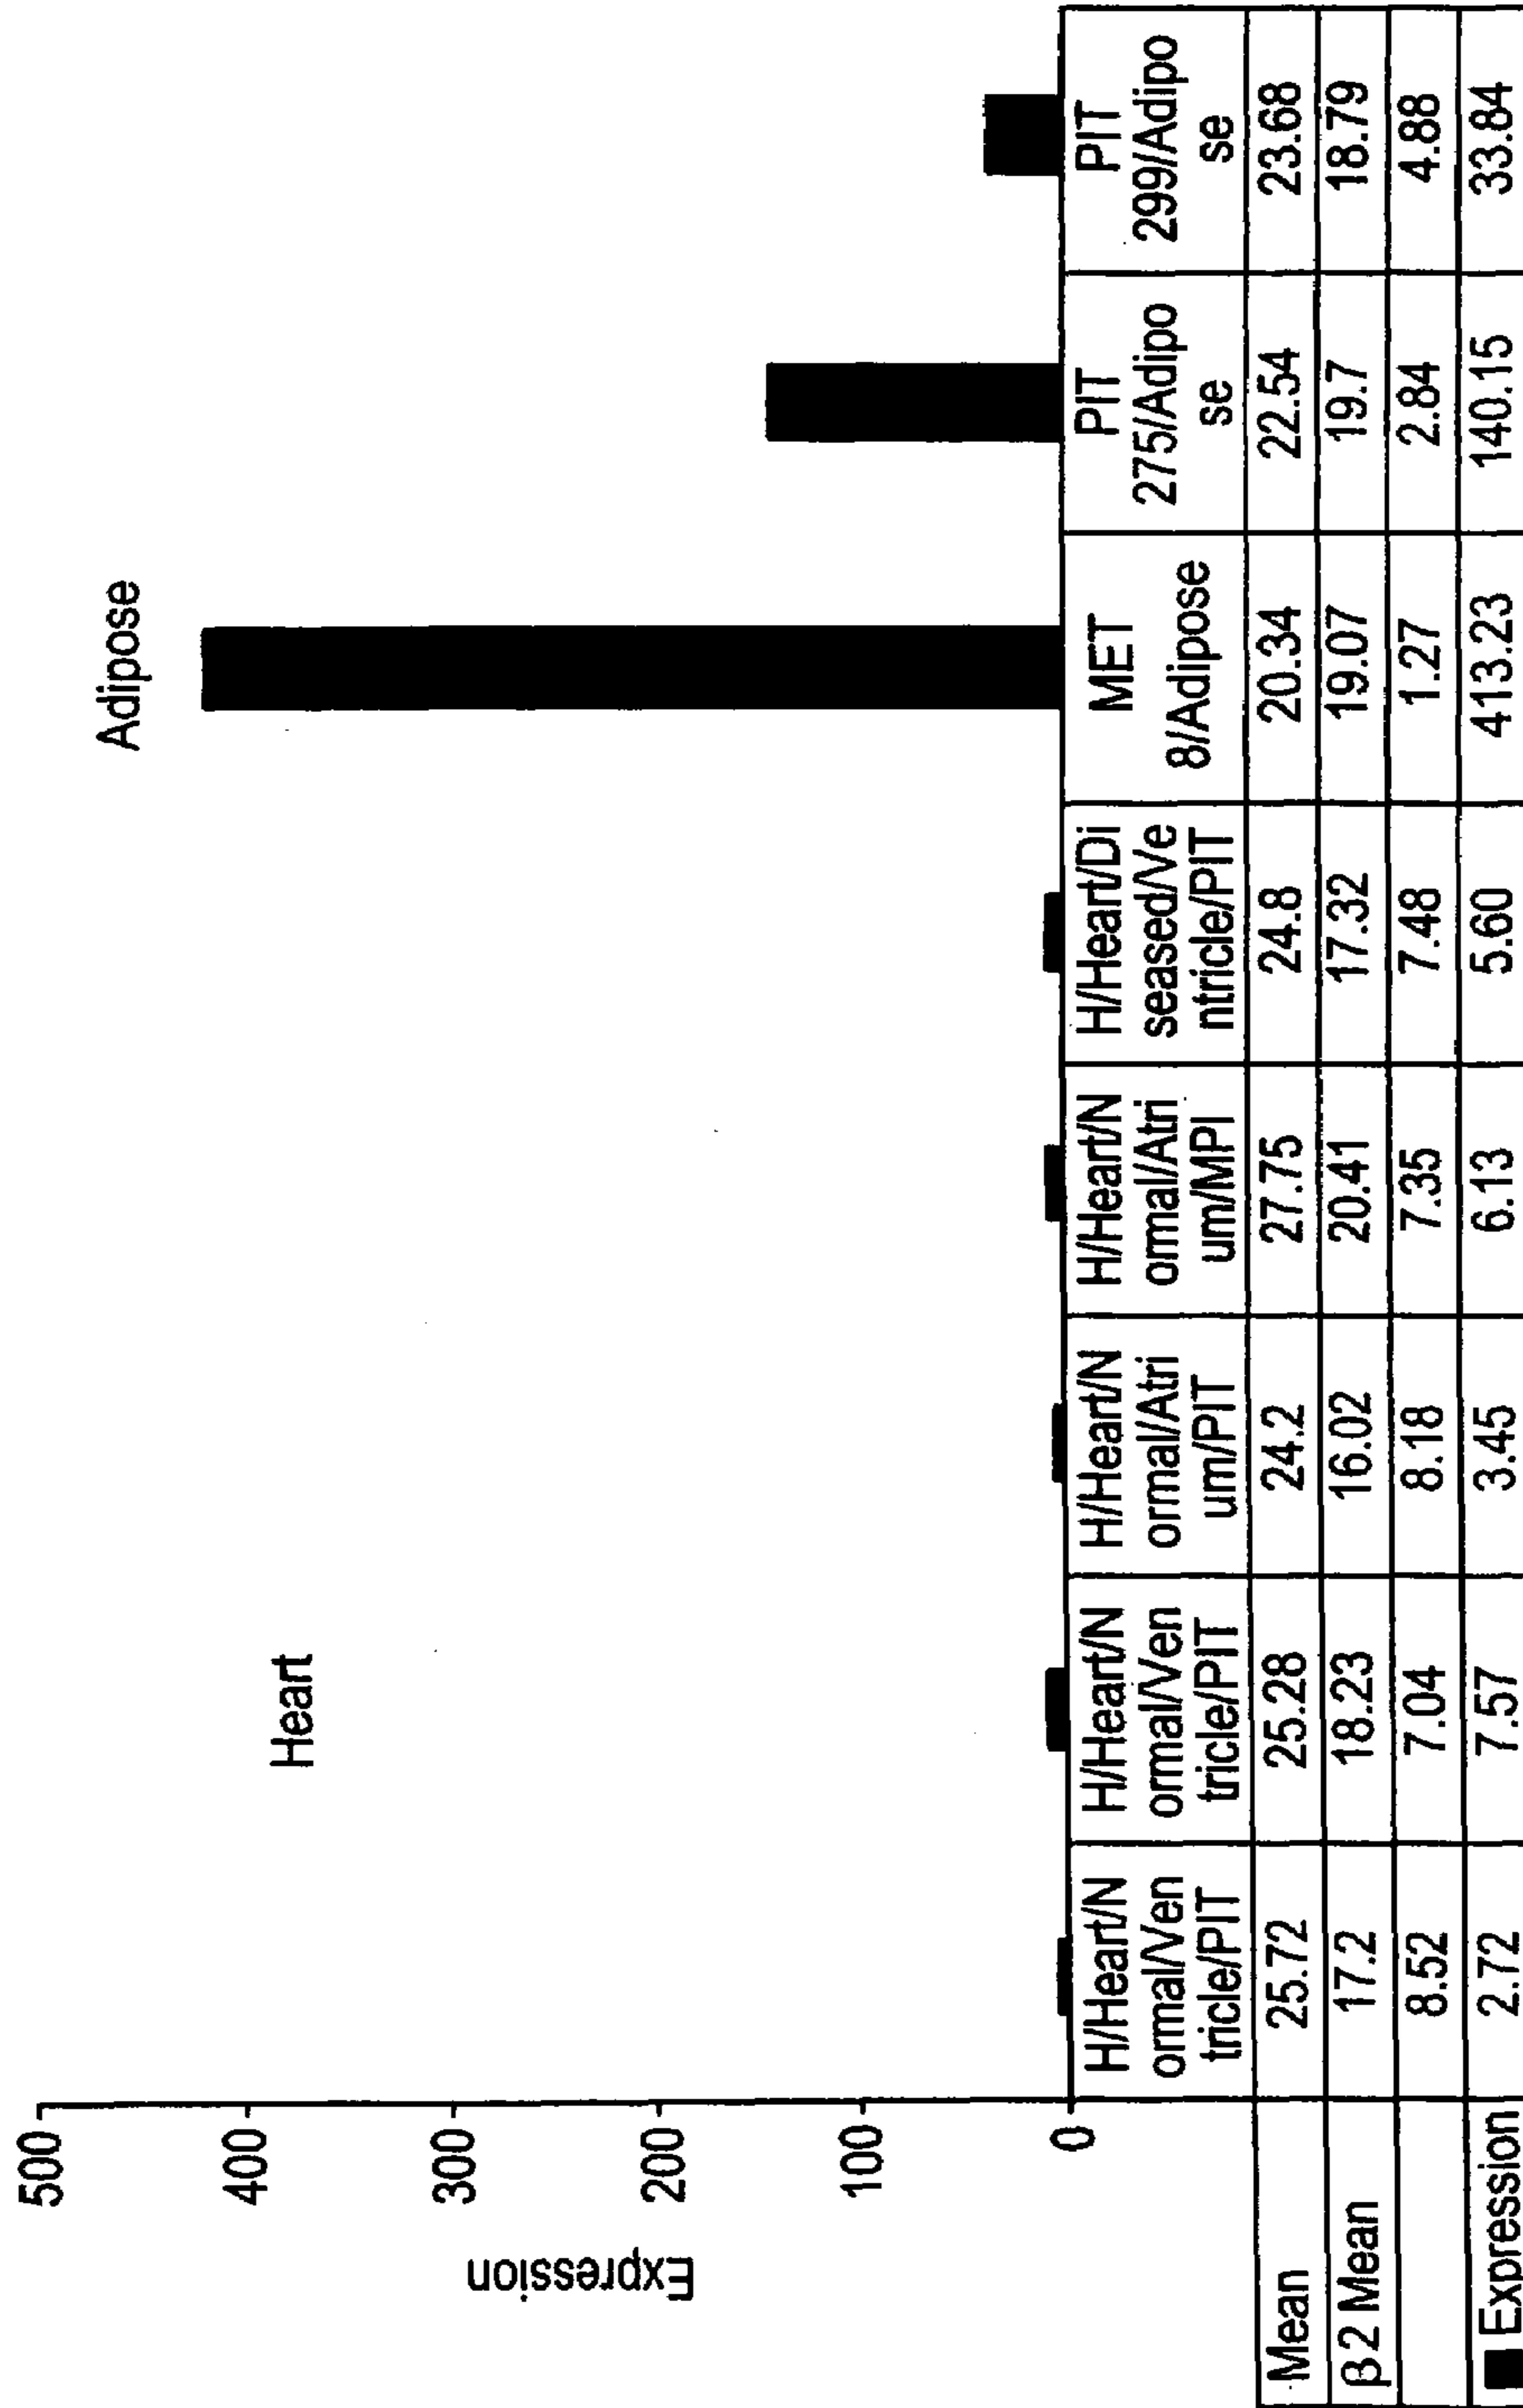 Adipose
Heart
Expression
500
400
300
200
100
0
H/Heart/N
ormal/Ven
tricle/PIT
H/Heart/N
ormal/Ven
tricle/PIT
H/Heart/N
ormal/Atri
um/PIT
H/Heart/N
ormal/Atri
um/MPI
H/Heart/Di
seased/Ve
ntricle/PIT
MET
8/Adipose
PIT
275/Adipo
se
PIT
299/Adipo
se
Mean 25.72 25.28 24.2 27.75 24.8 20.34 22.54 23.68
β2 Mean 17.2 18.23 16.02 20.41 17.32 19.07 19.7 18.79
8.52 7.04 8.18 7.35 7.48 1.27 2.84 4.88
Expression 2.72 7.57 3.45 6.13 5.60 413.23 140.15 33.84